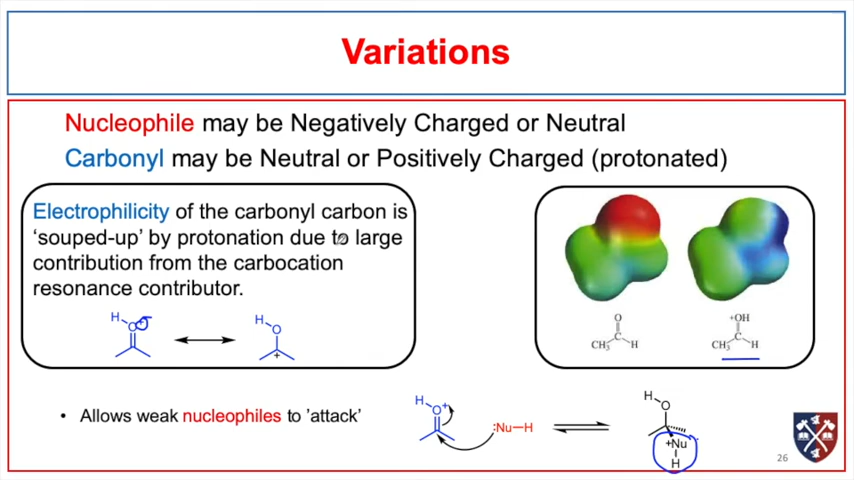 Variations
Nucleophile may be Negatively Charged or Neutral
Carbonyl may be Neutral or Positively Charged (protonated)
Electrophilicity of the carbonyl carbon is
‘souped-up’ by protonation due to large
contribution from the carbocation
resonance contributor.
H
O+
H
O
+
O
C
CH₃ H
+OH
C
CH₃ H
• Allows weak nucleophiles to ’attack’
H
O+
:Nu—H
H
O
+Nu
H
26